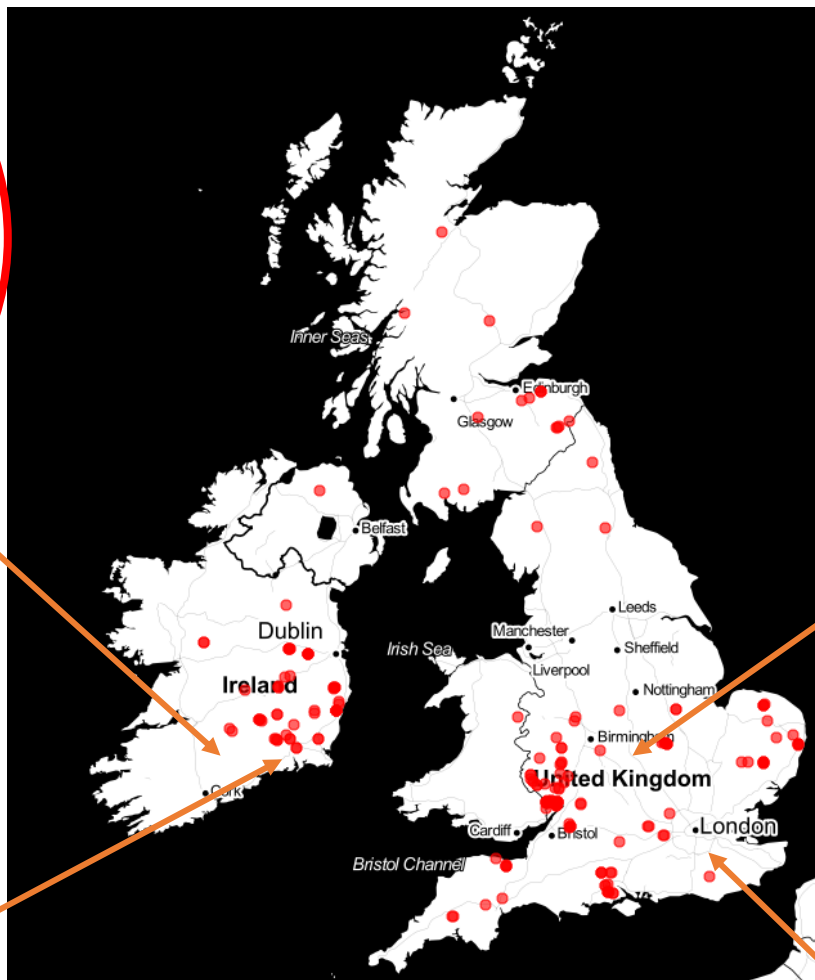 Inner Seas
Edinburgh
Glasgow
Belfast
Leeds
Dublin
Manchester
Irish Sea
Sheffield
Liverpool
Ireland
Nottingham
Birmingham
United Kingdom
Cork
London
Cardiff
Bristol
Bristol Channel